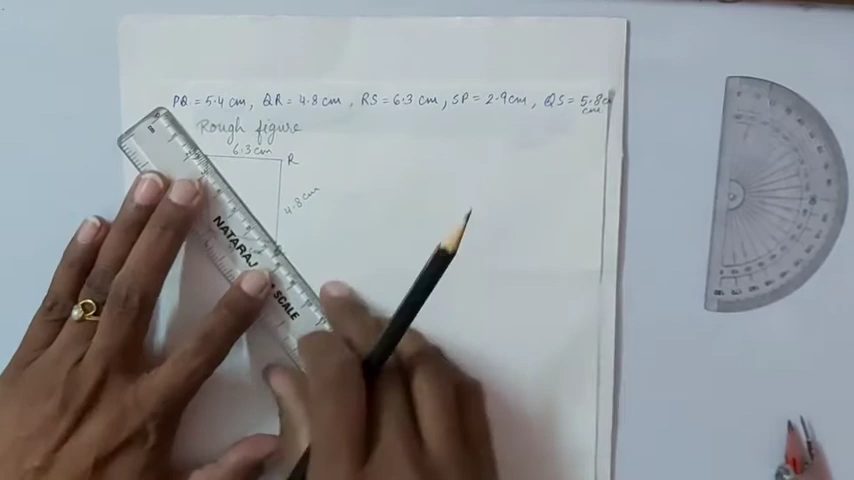 PQ = 5.4 cm, QR = 4.8 cm, RS = 6.3 cm, SP = 2.9 cm, QS = 5.8
cm
Rough figure
6.3 cm
R
4.8 cm
NATARAJ
SCALE